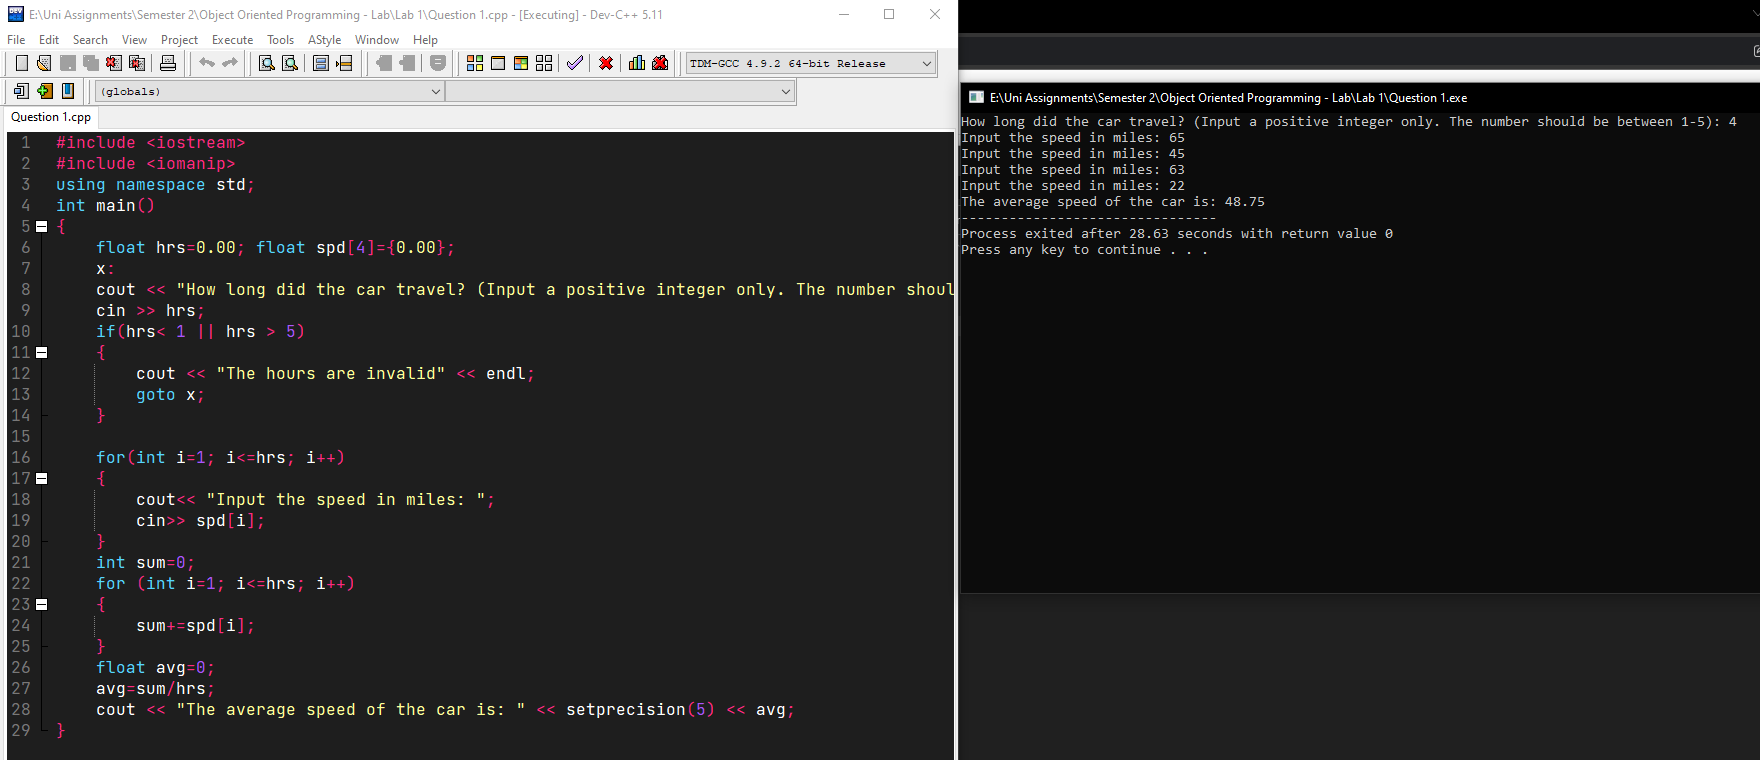 E:\Uni Assignments\Semester 2\Object Oriented Programming - Lab\Lab 1\Question 1.cpp - [Executing] - Dev-C++ 5.11
File Edit Search View Project Execute Tools AStyle Window Help
TDM-GCC 4.9.2 64-bit Release
(globals)
Question 1.cpp
1 #include <iostream>
2 #include <iomanip>
3 using namespace std;
4 int main()
5 {
6 float hrs=0.00; float spd[4]={0.00};
7 x:
8 cout << "How long did the car travel? (Input a positive integer only. The number shoul
9 cin >> hrs;
10 if(hrs< 1 || hrs > 5)
11 {
12 cout << "The hours are invalid" << endl;
13 goto x;
14 }
15
16 for(int i=1; i<=hrs; i++)
17 {
18 cout<< "Input the speed in miles: ";
19 cin>> spd[i];
20 }
21 int sum=0;
22 for (int i=1; i<=hrs; i++)
23 {
24 sum+=spd[i];
25 }
26 float avg=0;
27 avg=sum/hrs;
28 cout << "The average speed of the car is: " << setprecision(5) << avg;
29 }
E:\Uni Assignments\Semester 2\Object Oriented Programming - Lab\Lab 1\Question 1.exe
How long did the car travel? (Input a positive integer only. The number should be between 1-5): 4
Input the speed in miles: 65
Input the speed in miles: 45
Input the speed in miles: 63
Input the speed in miles: 22
The average speed of the car is: 48.75
--------------------------------
Process exited after 28.63 seconds with return value 0
Press any key to continue . . .